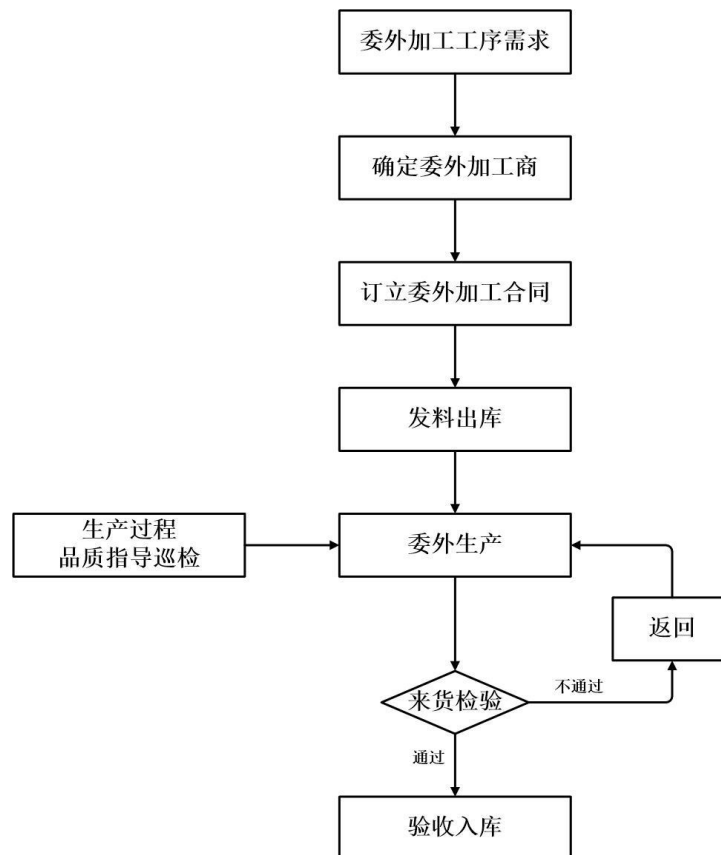 委外加工工序需求
确定委外加工商
订立委外加工合同
发料出库
生产过程
品质指导巡检
委外生产
返回
来货检验
不通过
通过
验收入库